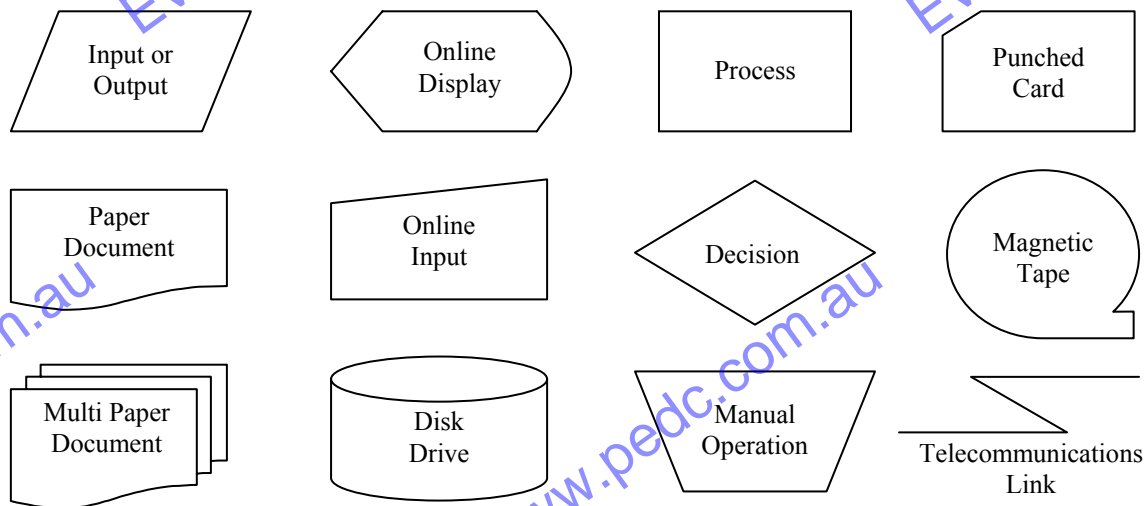 Input or
Output
Online
Display
Process
Punched
Card
Paper
Document
Online
Input
Decision
Magnetic
Tape
Multi Paper
Document
Disk
Drive
Manual
Operation
Telecommunications
Link
m.au
www.pedc.com.au